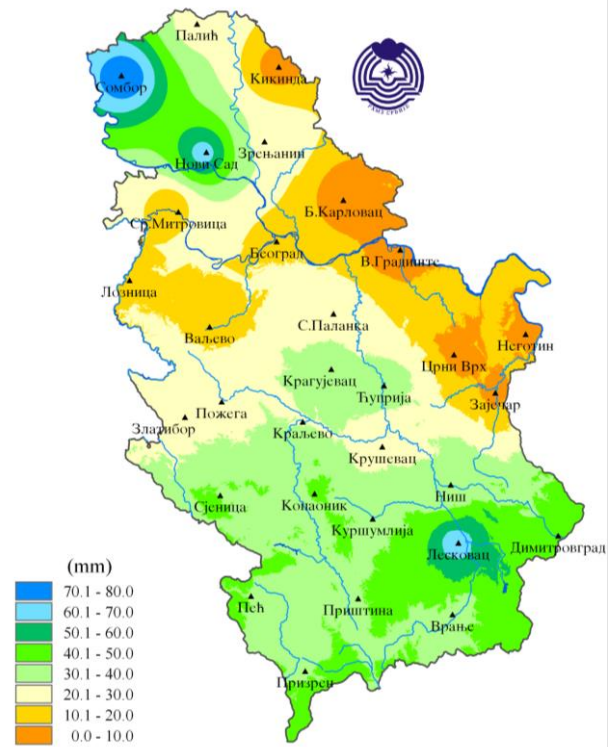 Палић
Сомбор
Кикинда
Нови Сад
Зрењанин
Б.Карловац
Ср.Митровица
Београд
В.Градиште
Лозница
С.Паланка
Ваљево
Црни Врх
Неготин
Крагујевац
Ћуприја
Зајечар
Пожега
Златибор
Краљево
Крушевац
Ниш
Сјеница
Копаоник
Куршумлија
Лесковац
Димитровград
Пећ
Приштина
Врање
Призрен
(mm)
70.1 - 80.0
60.1 - 70.0
50.1 - 60.0
40.1 - 50.0
30.1 - 40.0
20.1 - 30.0
10.1 - 20.0
0.0 - 10.0